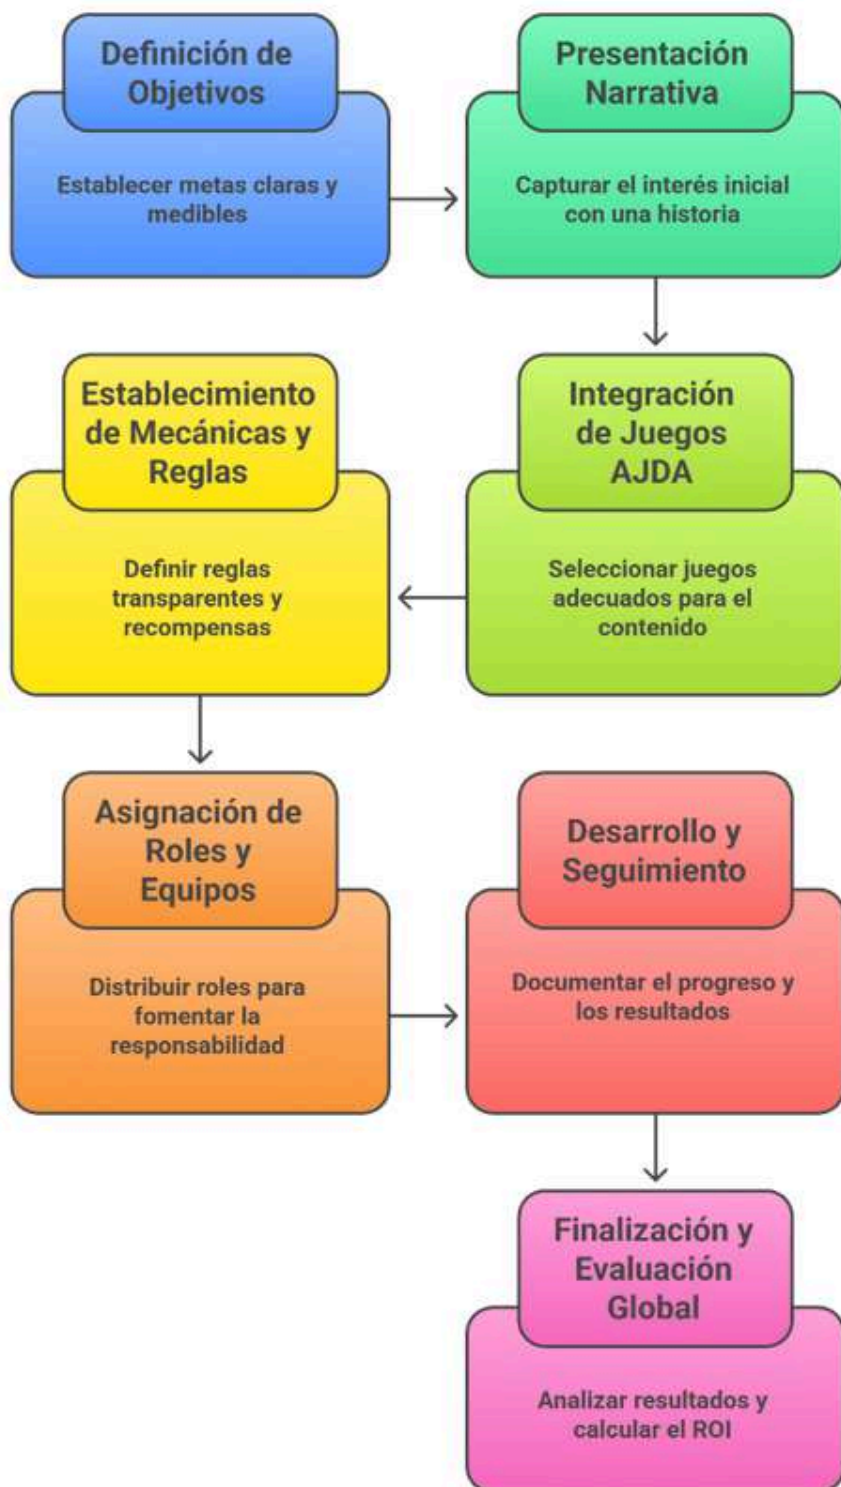 Definición de
Objetivos
Establecer metas claras y
medibles
Presentación
Narrativa
Capturar el interés inicial
con una historia
Integración
de Juegos
AJDA
Seleccionar juegos
adecuados para el
contenido
Establecimiento
de Mecánicas y
Reglas
Definir reglas
transparentes y
recompensas
Asignación de
Roles y
Equipos
Distribuir roles para
fomentar la
responsabilidad
Desarrollo y
Seguimiento
Documentar el progreso y
los resultados
Finalización y
Evaluación
Global
Analizar resultados y
calcular el ROI